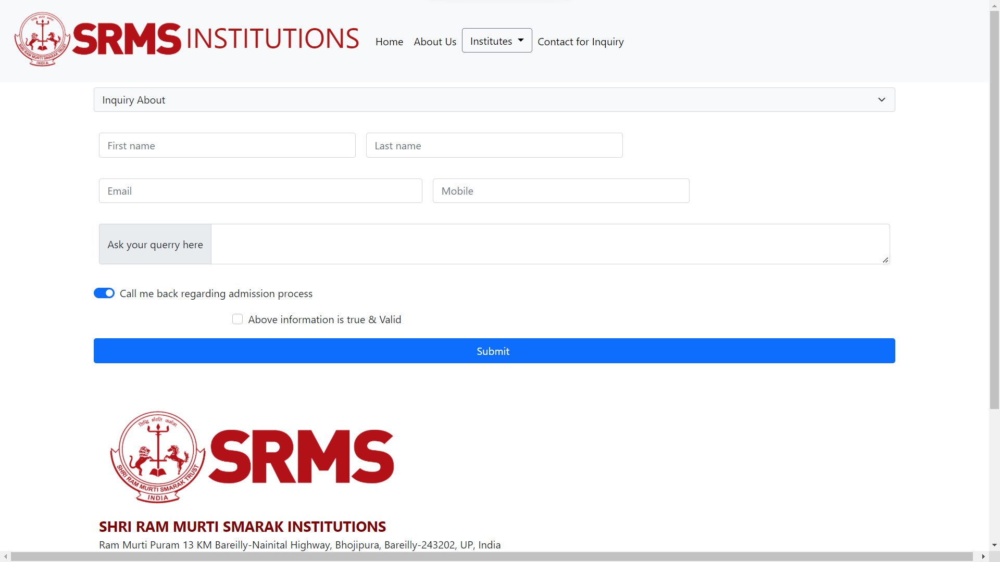 SRMS INSTITUTIONS
SHRI RAM MURTI SMARAK TRUST
INDIA
Home About Us Institutes Contact for Inquiry
Inquiry About
First name Last name
Email Mobile
Ask your querry here
Call me back regarding admission process
Above information is true & Valid
Submit
SRMS
SHRI RAM MURTI SMARAK TRUST
INDIA
SHRI RAM MURTI SMARAK INSTITUTIONS
Ram Murti Puram 13 KM Bareilly-Nainital Highway, Bhojipura, Bareilly-243202, UP, India